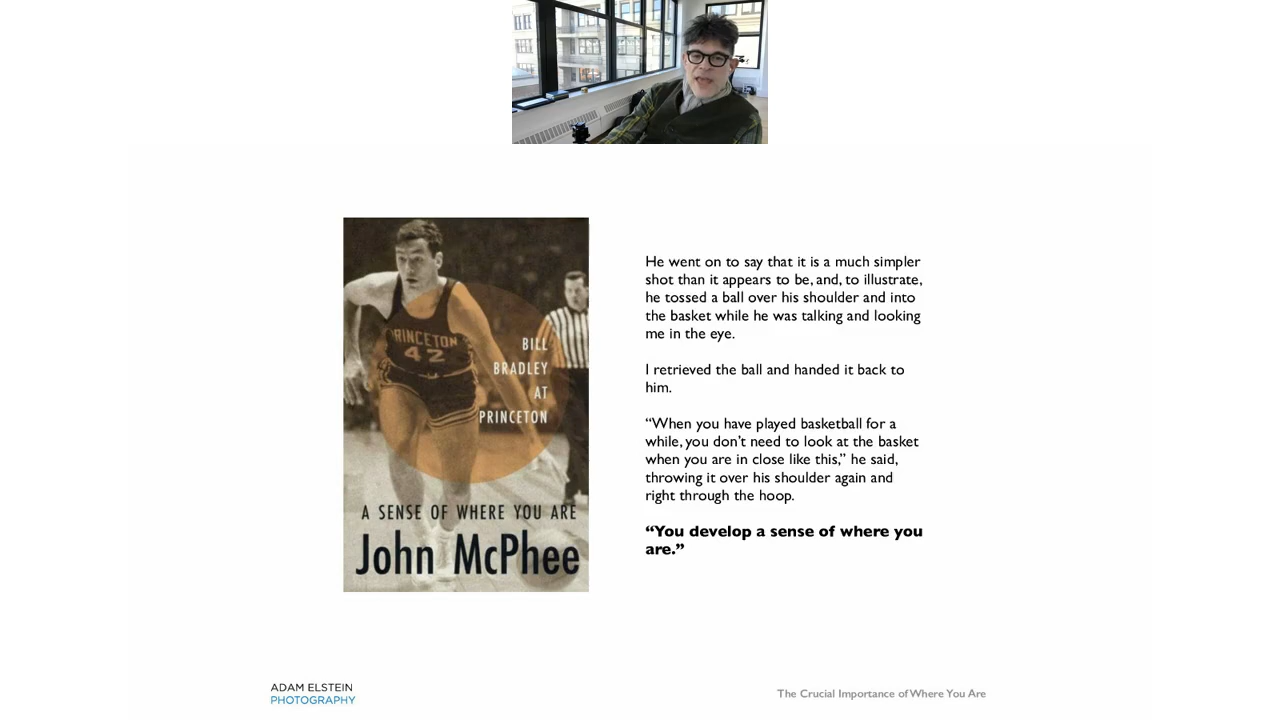 PRINCETON
42
BILL
BRADLEY
AT
PRINCETON
A SENSE OF WHERE YOU ARE
John McPhee
He went on to say that it is a much simpler
shot than it appears to be, and, to illustrate,
he tossed a ball over his shoulder and into
the basket while he was talking and looking
me in the eye.
I retrieved the ball and handed it back to
him.
“When you have played basketball for a
while, you don’t need to look at the basket
when you are in close like this,” he said,
throwing it over his shoulder again and
right through the hoop.
“You develop a sense of where you
are.”
ADAM ELSTEIN
PHOTOGRAPHY
The Crucial Importance of Where You Are